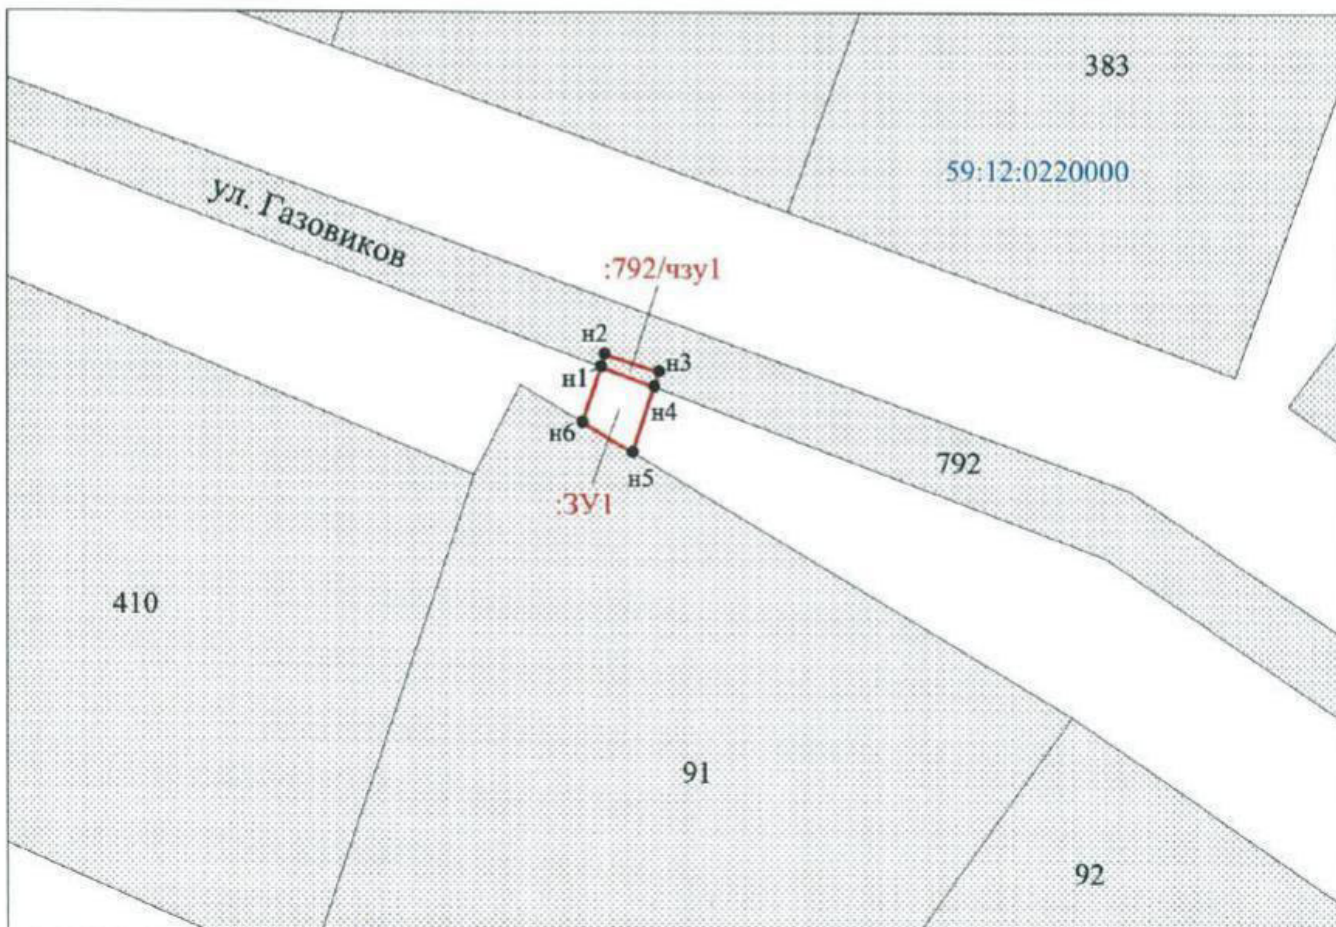 383
59:12:0220000
ул. Газовиков
:792/чзу1
н2
н3
н1
н4
н6
792
н5
:ЗУ1
410
91
92